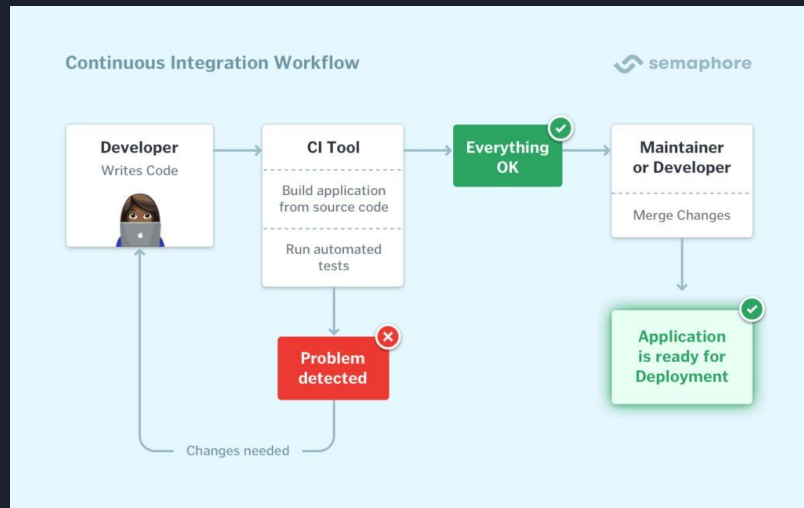 Continuous Integration Workflow
semaphore
Developer
Writes Code
CI Tool
Build application
from source code
Run automated
tests
Everything
OK
Maintainer
or Developer
Merge Changes
Problem
detected
Application
is ready for
Deployment
Changes needed